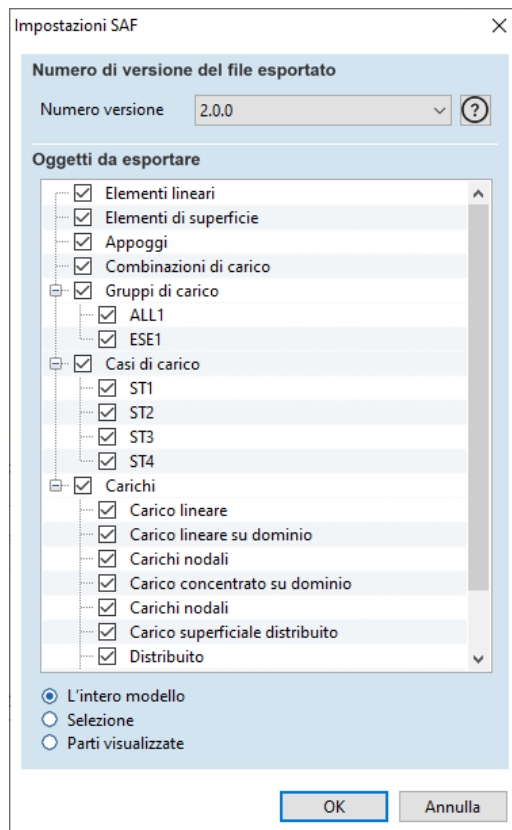 Impostazioni SAF
Numero di versione del file esportato
Numero versione 2.0.0 ?
Oggetti da esportare
Elementi lineari
Elementi di superficie
Appoggi
Combinazioni di carico
Gruppi di carico
ALL1
ESE1
Casi di carico
ST1
ST2
ST3
ST4
Carichi
Carico lineare
Carico lineare su dominio
Carichi nodali
Carico concentrato su dominio
Carichi nodali
Carico superficiale distribuito
Distribuito
L'intero modello
Selezione
Parti visualizzate
OK Annulla